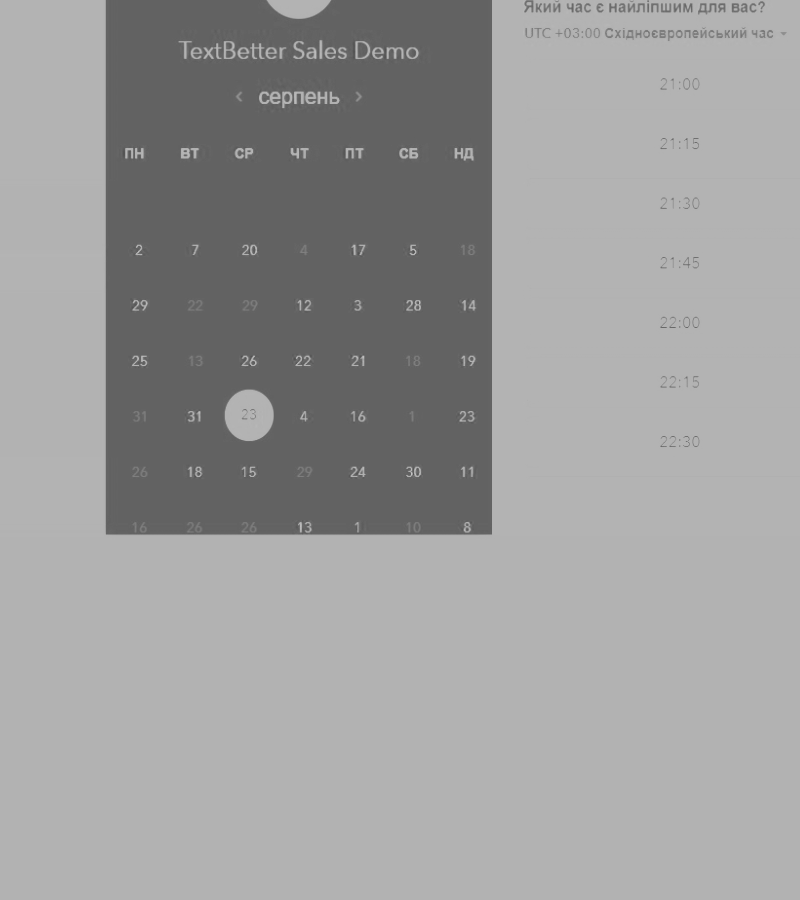 TextBetter Sales Demo
‹ серпень ›
ПН ВТ СР ЧТ ПТ СБ НД
2 7 20 4 17 5 18
29 22 29 12 3 28 14
25 13 26 22 21 18 19
31 31 23 4 16 1 23
26 18 15 29 24 30 11
16 26 26 13 1 10 8
Який час є найліпшим для вас?
UTC +03:00 Східноєвропейський час
21:00
21:15
21:30
21:45
22:00
22:15
22:30